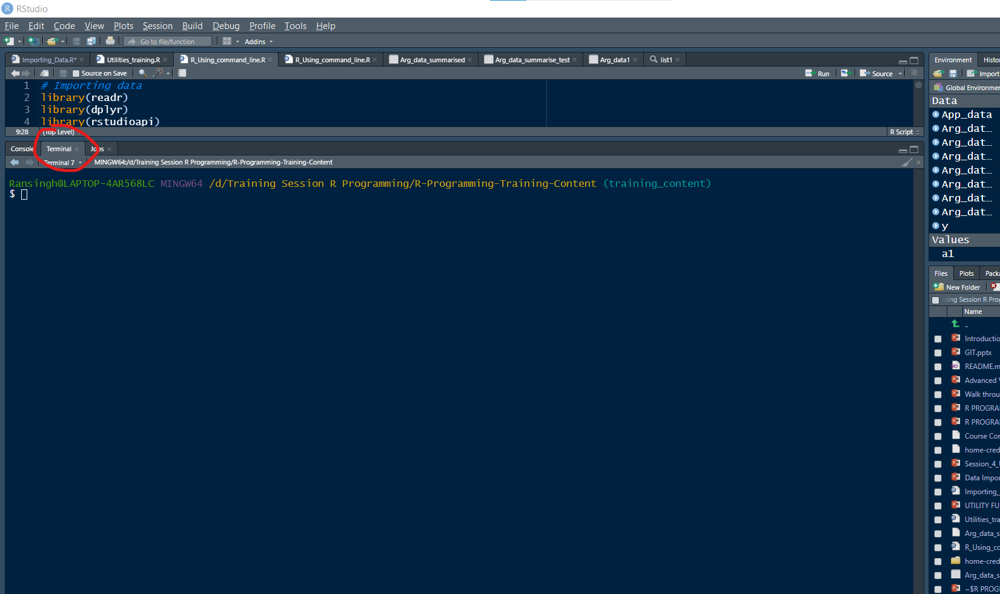 RStudio
File Edit Code View Plots Session Build Debug Profile Tools Help
Go to file/function Addins
Importing_Data.R* Utilities_training.R R_Using_command_line.R R_Using_command_line.R Arg_data_summarised Arg_data_summarise_test Arg_data1 list1
Source on Save Run Source
1 # Importing data
2 library(readr)
3 library(dplyr)
4 library(rstudioapi)
9:28 (Top Level) R Script
Console Terminal Jobs
Terminal 7 MINGW64:/d/Training Session R Programming/R-Programming-Training-Content
Ransingh@LAPTOP-4AR568LC MINGW64 /d/Training Session R Programming/R-Programming-Training-Content (training_content)
$
Environment Histo
Import
Global Environmen
Data
App_data
Arg_dat…
Arg_dat…
Arg_dat…
Arg_dat…
Arg_dat…
Arg_dat…
Arg_dat…
y
Values
a1
Files Plots Packa
New Folder
ning Session R Prog
Name
..
Introductio
GIT.pptx
README.m
Advanced V
Walk throu
R PROGRA
R PROGRA
Course Con
home-cred
Session_4_U
Data Impor
Importing_
UTILITY FU
Utilities_tra
Arg_data_s
R_Using_co
home-cred
Arg_data_s
~$R PROGI